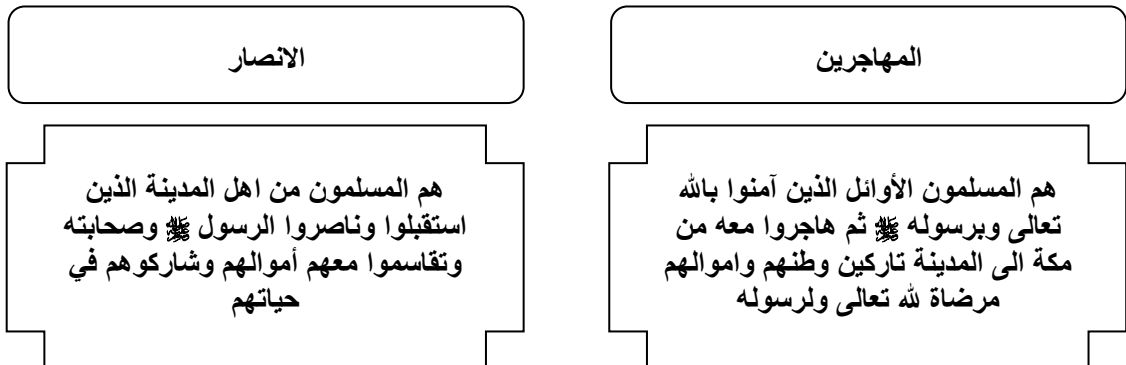 المهاجرين
هم المسلمون الأوائل الذين آمنوا بالله
تعالى وبرسوله ﷺ ثم هاجروا معه من
مكة الى المدينة تاركين وطنهم واموالهم
مرضاة لله تعالى ولرسوله
الانصار
هم المسلمون من اهل المدينة الذين
استقبلوا وناصروا الرسول ﷺ وصحابته
وتقاسموا معهم أموالهم وشاركوهم في
حياتهم